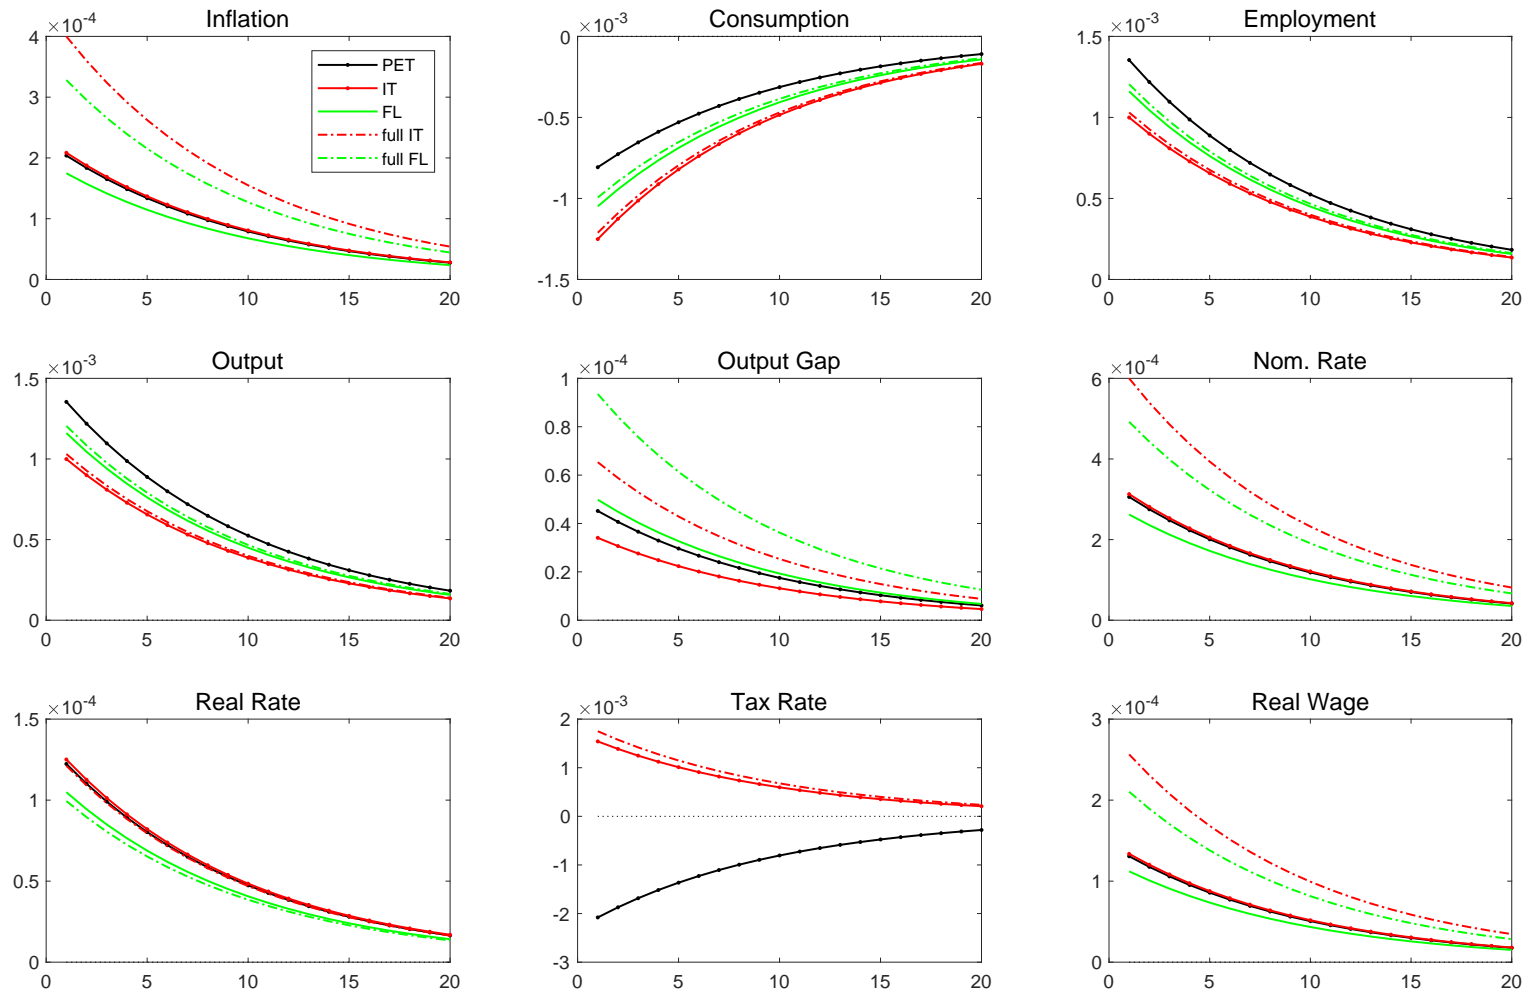 Inflation
×10-4
4
3
2
1
0
0 5 10 15 20
PET
IT
FL
full IT
full FL
Consumption
×10-3
0
-0.5
-1
-1.5
0 5 10 15 20
Employment
×10-3
1.5
1
0.5
0
0 5 10 15 20
Output
×10-3
1.5
1
0.5
0
0 5 10 15 20
Output Gap
×10-4
1
0.8
0.6
0.4
0.2
0
0 5 10 15 20
Nom. Rate
×10-4
6
4
2
0
0 5 10 15 20
Real Rate
×10-4
1.5
1
0.5
0
0 5 10 15 20
Tax Rate
×10-3
2
1
0
-1
-2
-3
0 5 10 15 20
Real Wage
×10-4
3
2
1
0
0 5 10 15 20